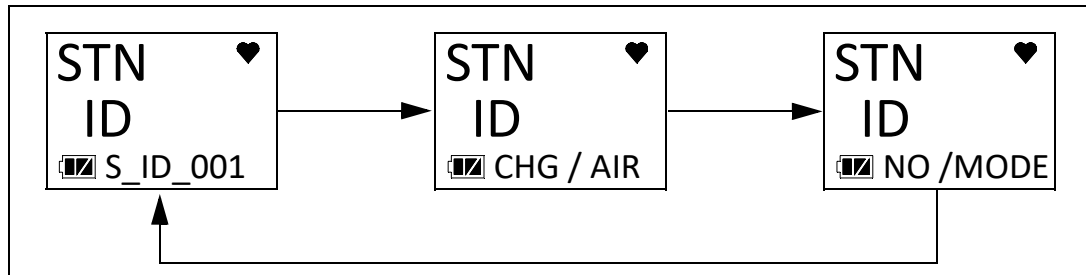 STN
ID
S_ID_001
STN
ID
CHG / AIR
STN
ID
NO /MODE